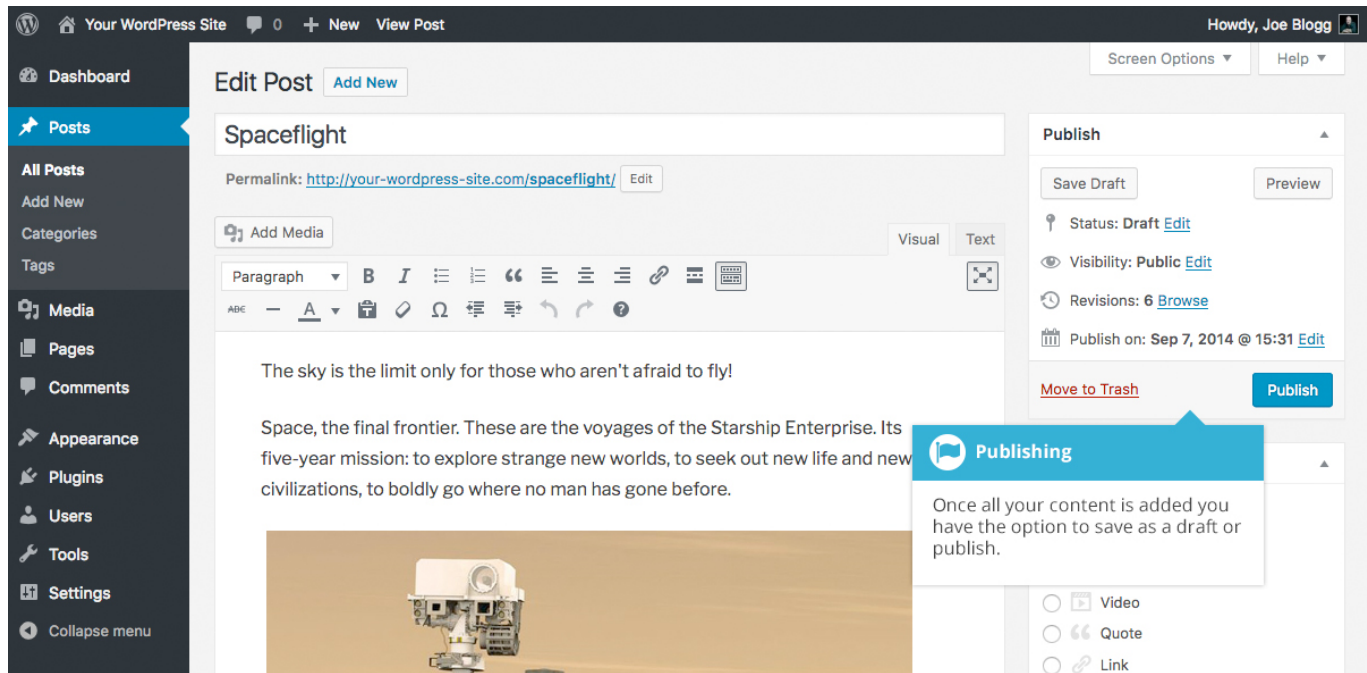 Your WordPress Site 0 New View Post Howdy, Joe Blogg
Dashboard
Posts
All Posts
Add New
Categories
Tags
Media
Pages
Comments
Appearance
Plugins
Users
Tools
Settings
Collapse menu
Screen Options Help
Edit Post Add New
Spaceflight
Permalink: http://your-wordpress-site.com/spaceflight/ Edit
Add Media
Visual Text
Paragraph B I
ABC A Ω
The sky is the limit only for those who aren't afraid to fly!
Space, the final frontier. These are the voyages of the Starship Enterprise. Its
five-year mission: to explore strange new worlds, to seek out new life and new
civilizations, to boldly go where no man has gone before.
Publish
Save Draft Preview
Status: Draft Edit
Visibility: Public Edit
Revisions: 6 Browse
Publish on: Sep 7, 2014 @ 15:31 Edit
Move to Trash Publish
Publishing
Once all your content is added you
have the option to save as a draft or
publish.
Video
Quote
Link